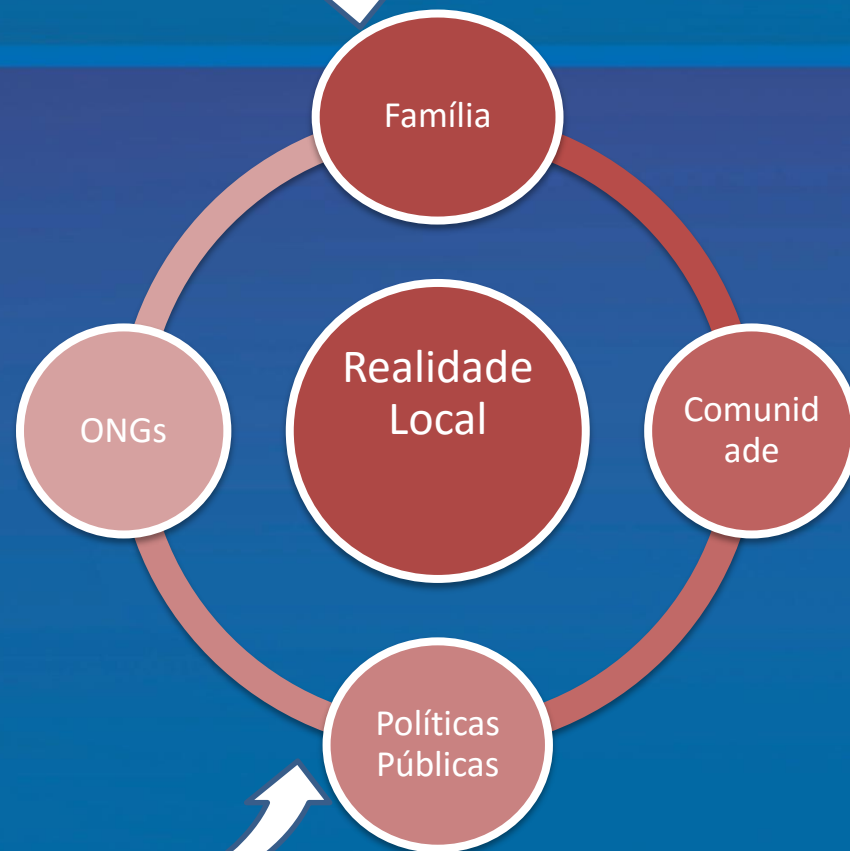 Família
Realidade
Local
ONGs
Comunid
ade
Políticas
Públicas